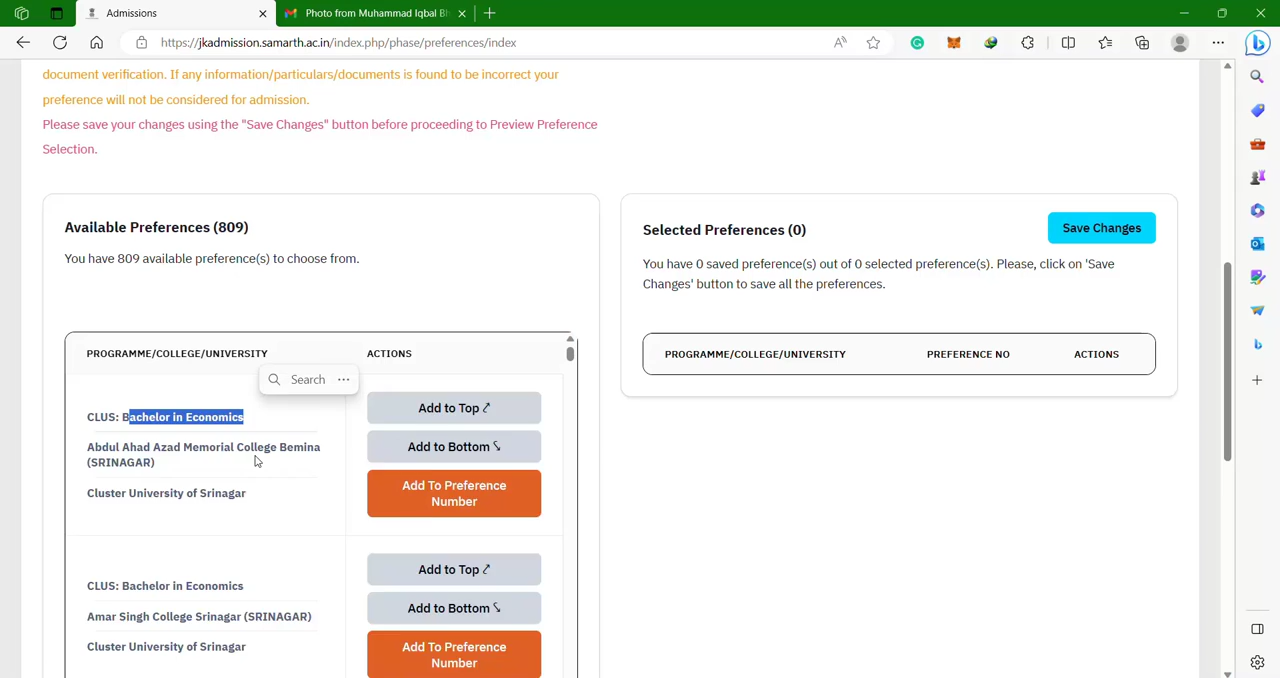 Admissions
Photo from Muhammad Iqbal Bh
https://jkadmission.samarth.ac.in/index.php/phase/preferences/index
document verification. If any information/particulars/documents is found to be incorrect your
preference will not be considered for admission.
Please save your changes using the "Save Changes" button before proceeding to Preview Preference
Selection.
Available Preferences (809)
You have 809 available preference(s) to choose from.
PROGRAMME/COLLEGE/UNIVERSITY
ACTIONS
Search
CLUS: Bachelor in Economics
Abdul Ahad Azad Memorial College Bemina
(SRINAGAR)
Cluster University of Srinagar
Add to Top
Add to Bottom
Add To Preference
Number
CLUS: Bachelor in Economics
Amar Singh College Srinagar (SRINAGAR)
Cluster University of Srinagar
Add to Top
Add to Bottom
Add To Preference
Number
Selected Preferences (0)
Save Changes
You have 0 saved preference(s) out of 0 selected preference(s). Please, click on 'Save
Changes' button to save all the preferences.
PROGRAMME/COLLEGE/UNIVERSITY
PREFERENCE NO
ACTIONS